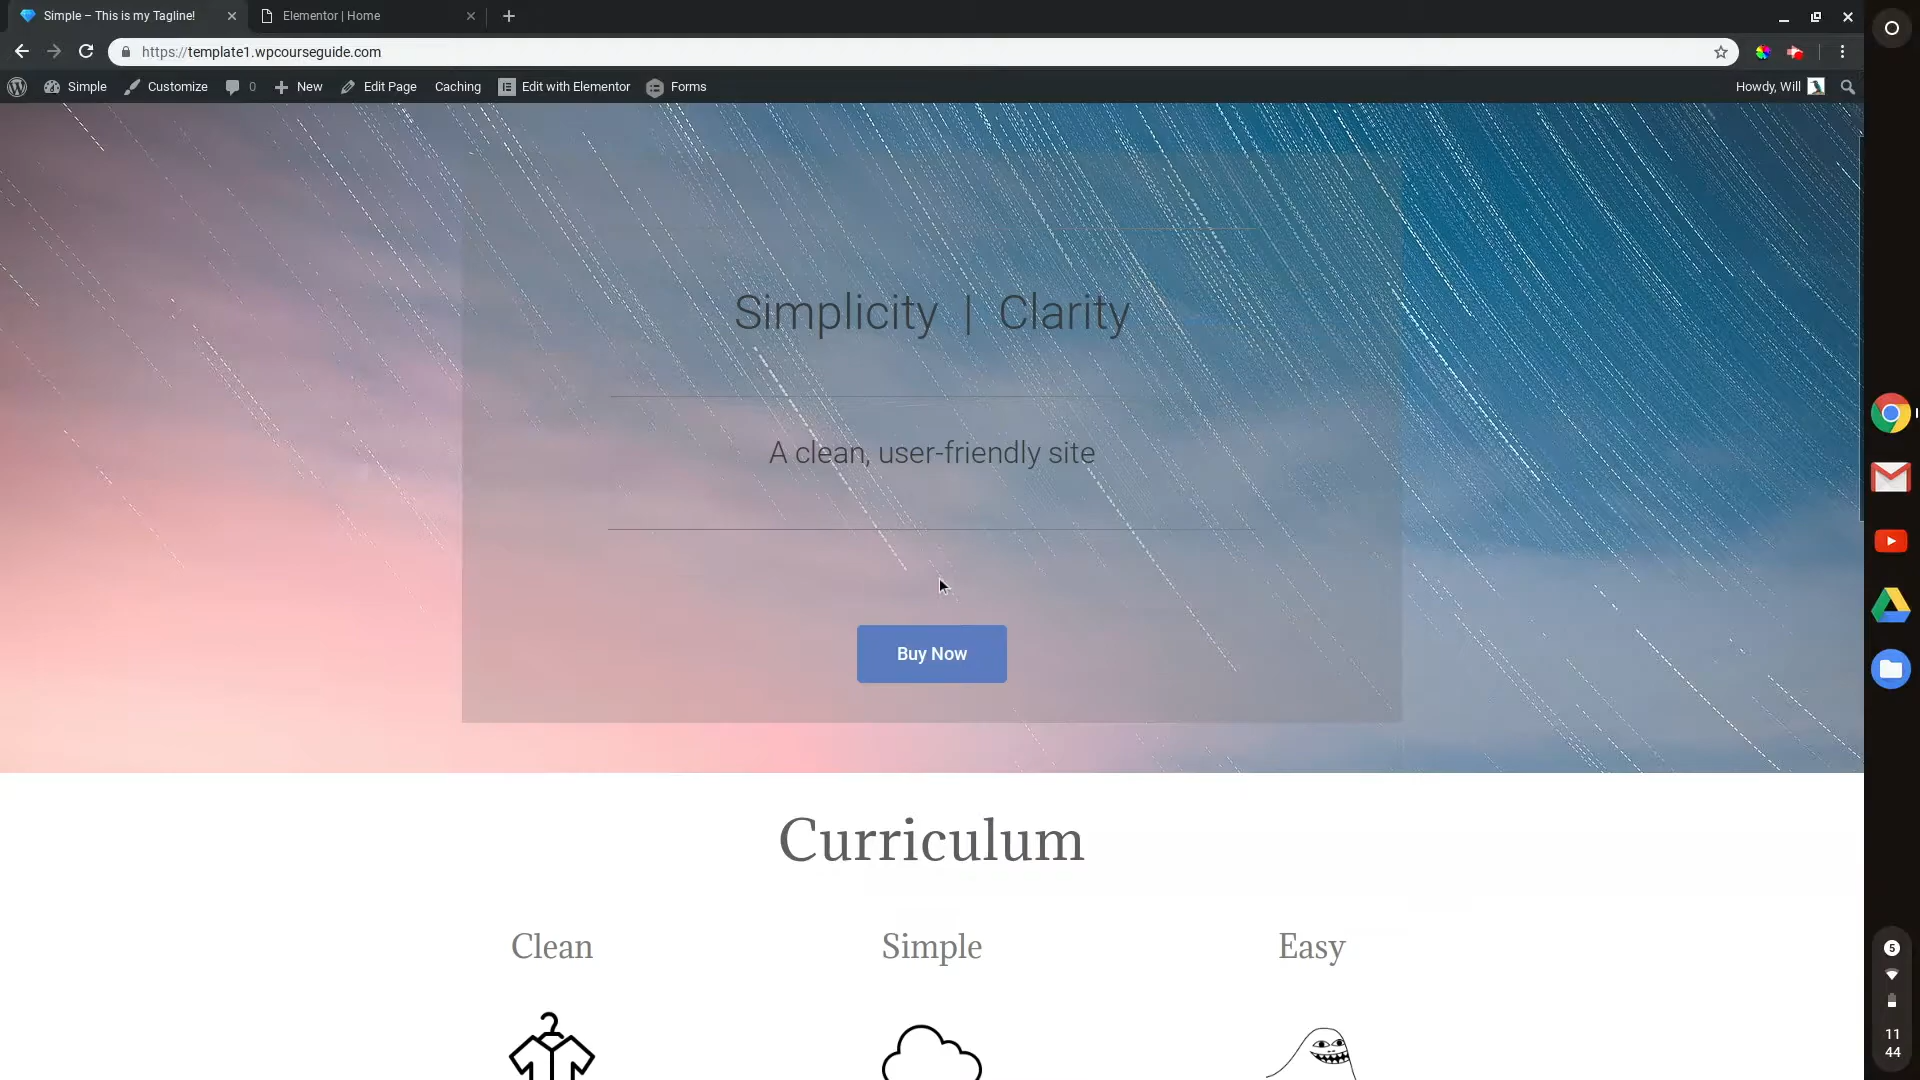 Simple – This is my Tagline!
Elementor | Home
https://template1.wpcourseguide.com
Simple
Customize
0
New
Edit Page
Caching
Edit with Elementor
Forms
Howdy, Will
Simplicity | Clarity
A clean, user-friendly site
Buy Now
Curriculum
Clean
Simple
Easy
5
11
44